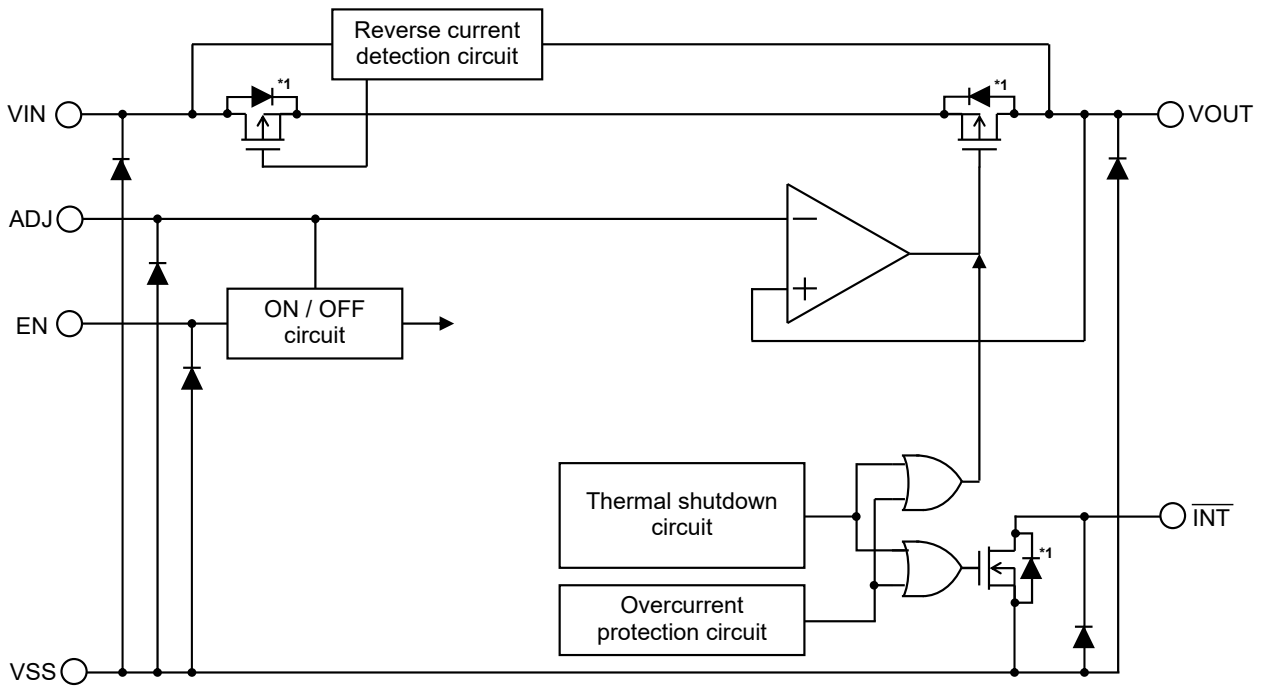 Reverse current
detection circuit
*1
*1
VIN
VOUT
ADJ
EN
ON / OFF
circuit
Thermal shutdown
circuit
INT
*1
Overcurrent
protection circuit
VSS